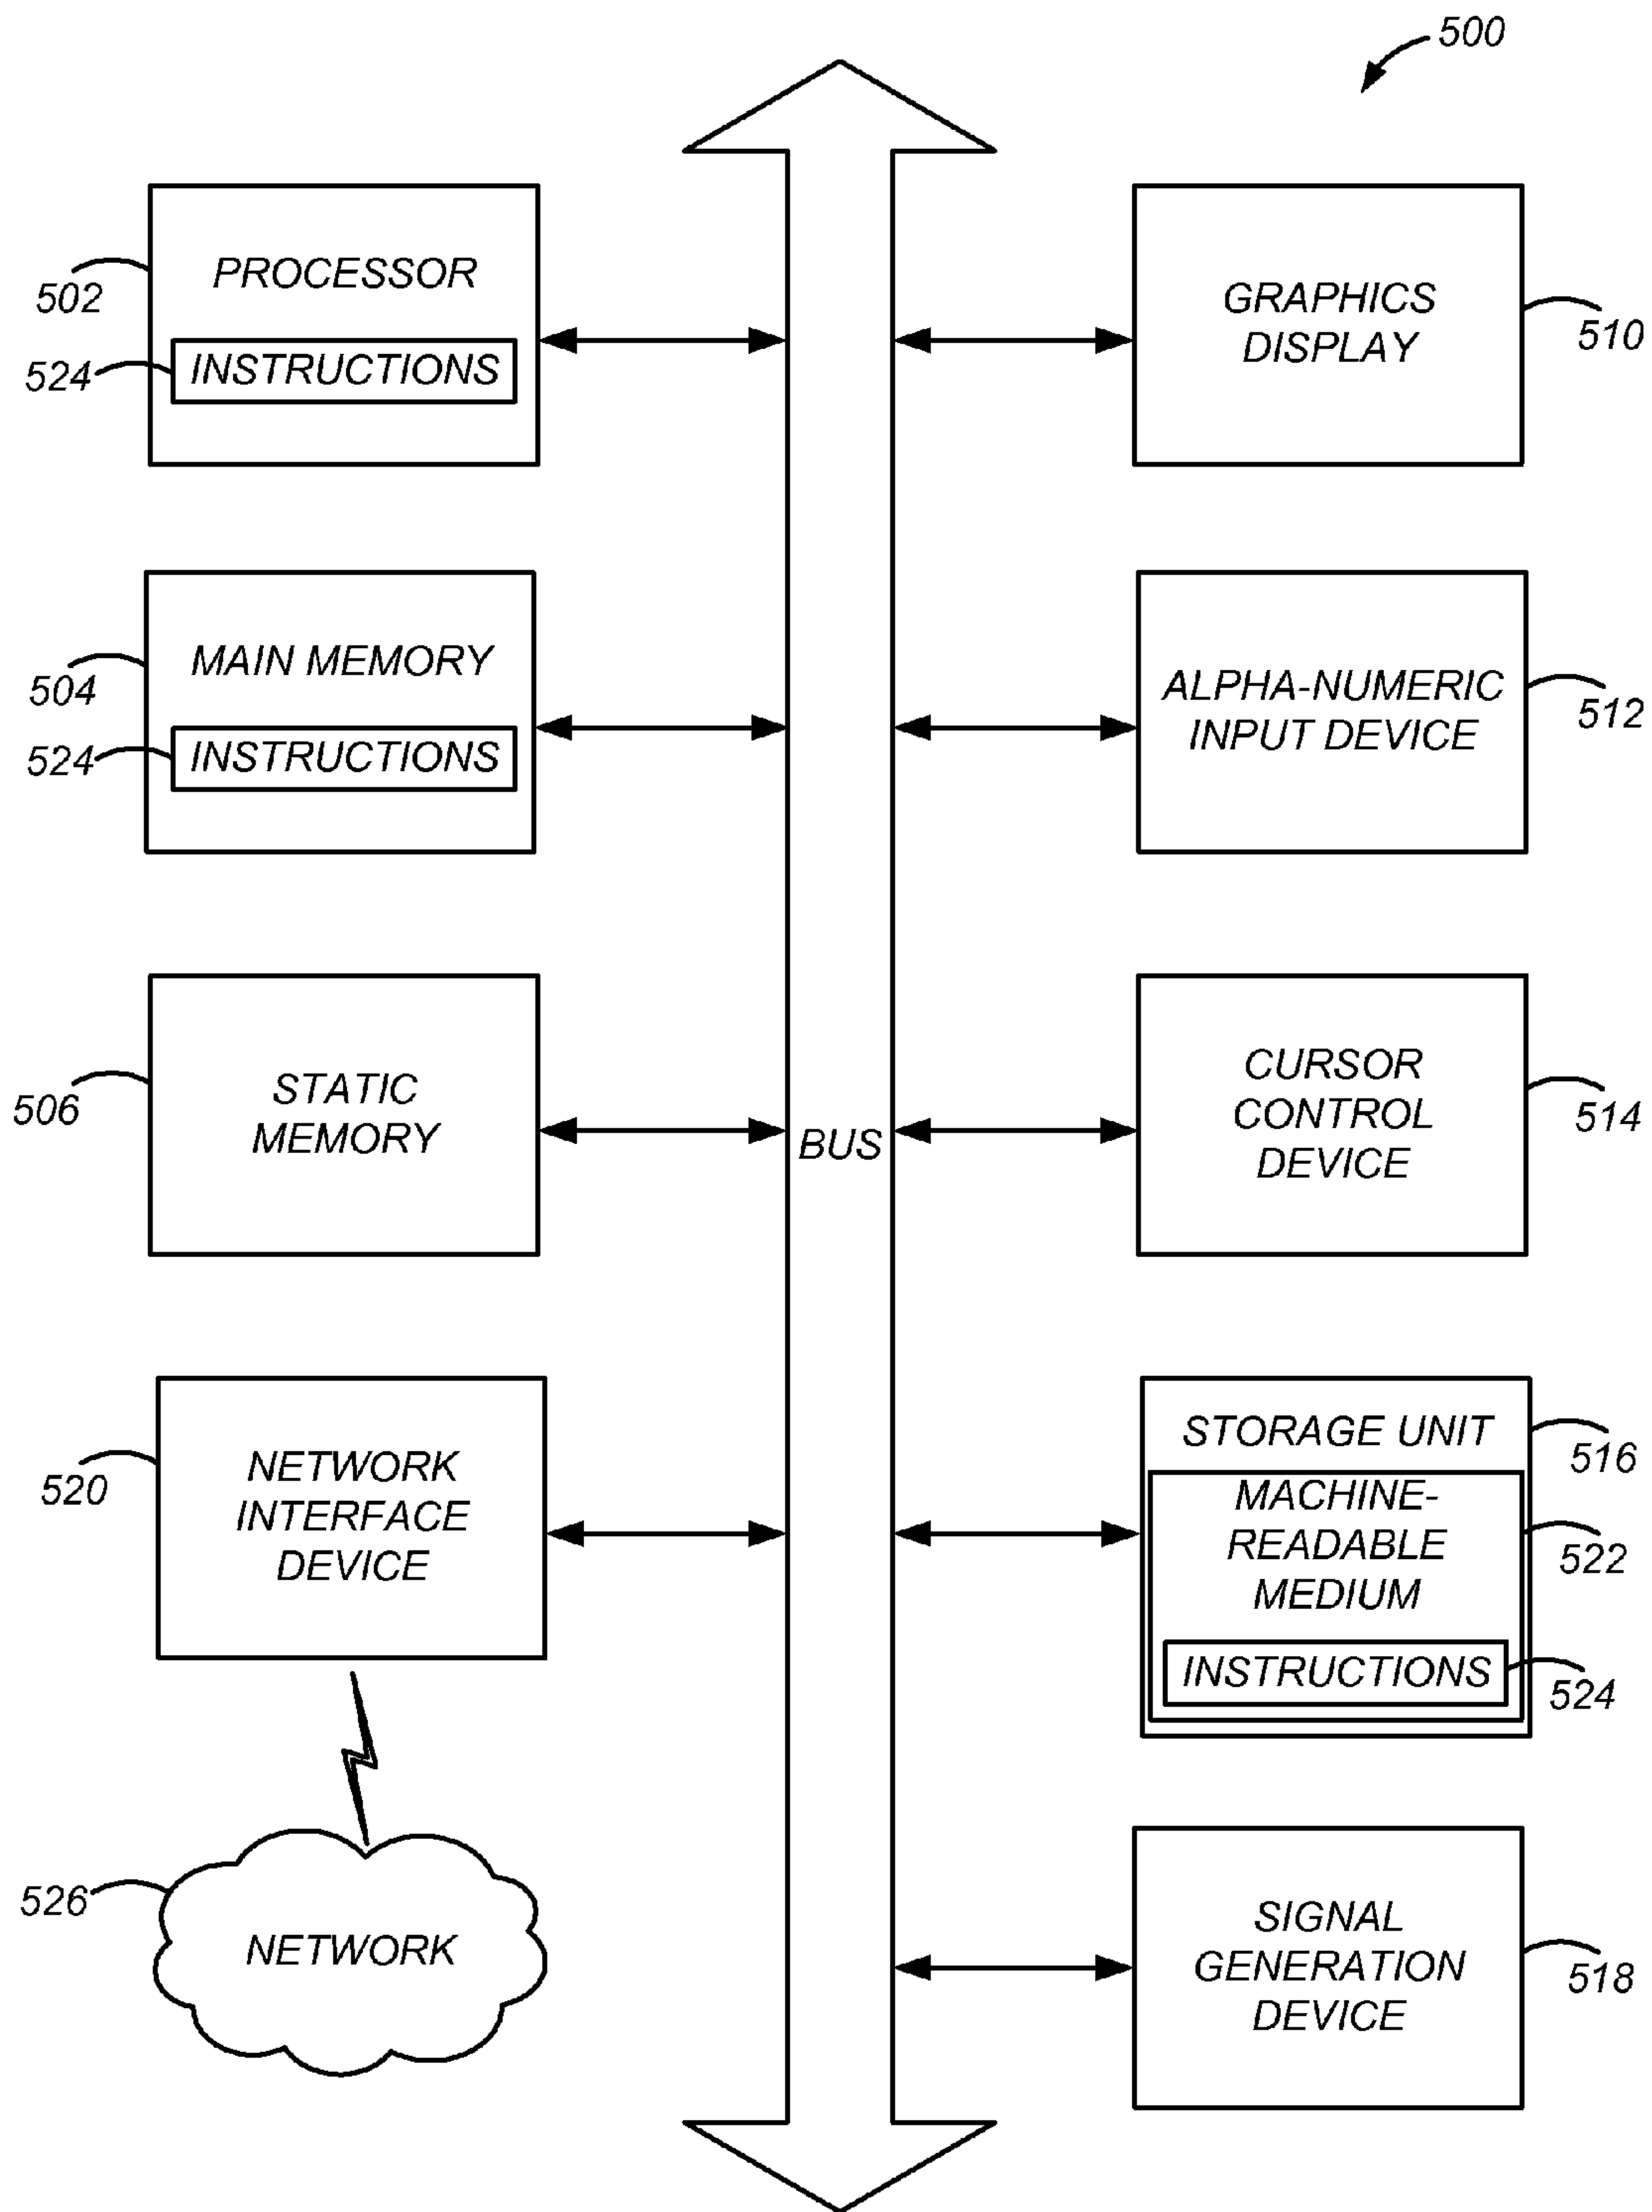 500
PROCESSOR
502
524
INSTRUCTIONS
GRAPHICS
DISPLAY
510
MAIN MEMORY
504
524
INSTRUCTIONS
ALPHA-NUMERIC
INPUT DEVICE
512
STATIC
MEMORY
506
BUS
CURSOR
CONTROL
DEVICE
514
NETWORK
INTERFACE
DEVICE
520
STORAGE UNIT
516
MACHINE-
READABLE
MEDIUM
522
INSTRUCTIONS
524
526
NETWORK
SIGNAL
GENERATION
DEVICE
518